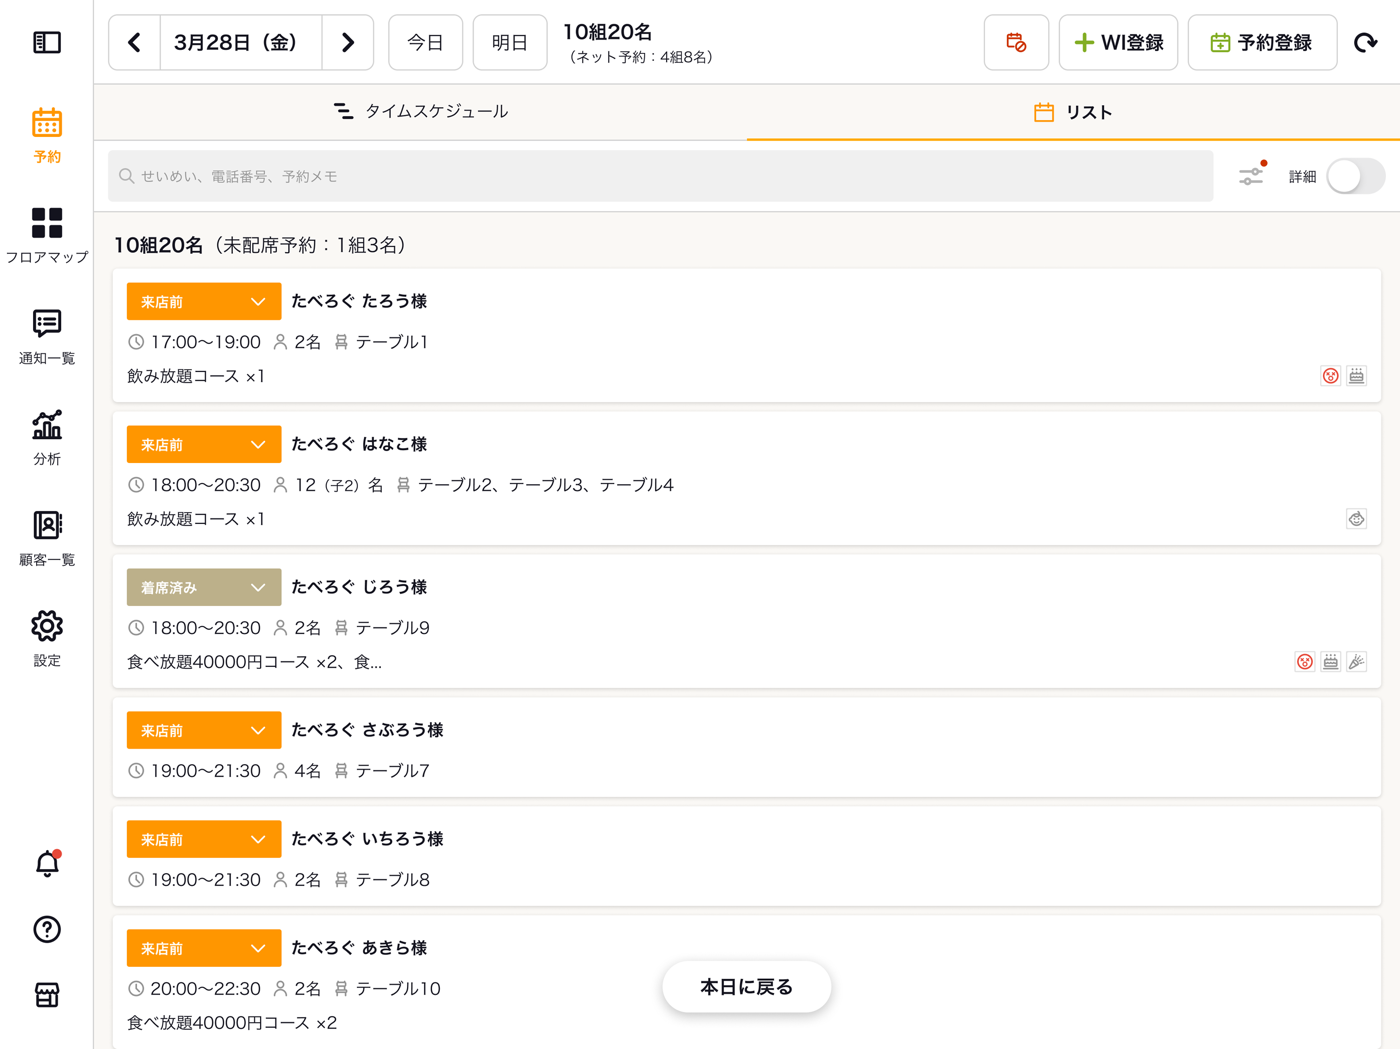 3月28日（金）
今日
明日
10組20名
（ネット予約：4組8名）
WI登録
予約登録
予約
フロアマップ
通知一覧
分析
顧客一覧
設定
タイムスケジュール
リスト
せいめい、電話番号、予約メモ
詳細
10組20名（未配席予約：1組3名）
来店前 たべろぐ たろう様
17:00〜19:00 2名 テーブル1
飲み放題コース ×1
来店前 たべろぐ はなこ様
18:00〜20:30 12（子2）名 テーブル2、テーブル3、テーブル4
飲み放題コース ×1
着席済み たべろぐ じろう様
18:00〜20:30 2名 テーブル9
食べ放題40000円コース ×2、食...
来店前 たべろぐ さぶろう様
19:00〜21:30 4名 テーブル7
来店前 たべろぐ いちろう様
19:00〜21:30 2名 テーブル8
来店前 たべろぐ あきら様
20:00〜22:30 2名 テーブル10
食べ放題40000円コース ×2
本日に戻る